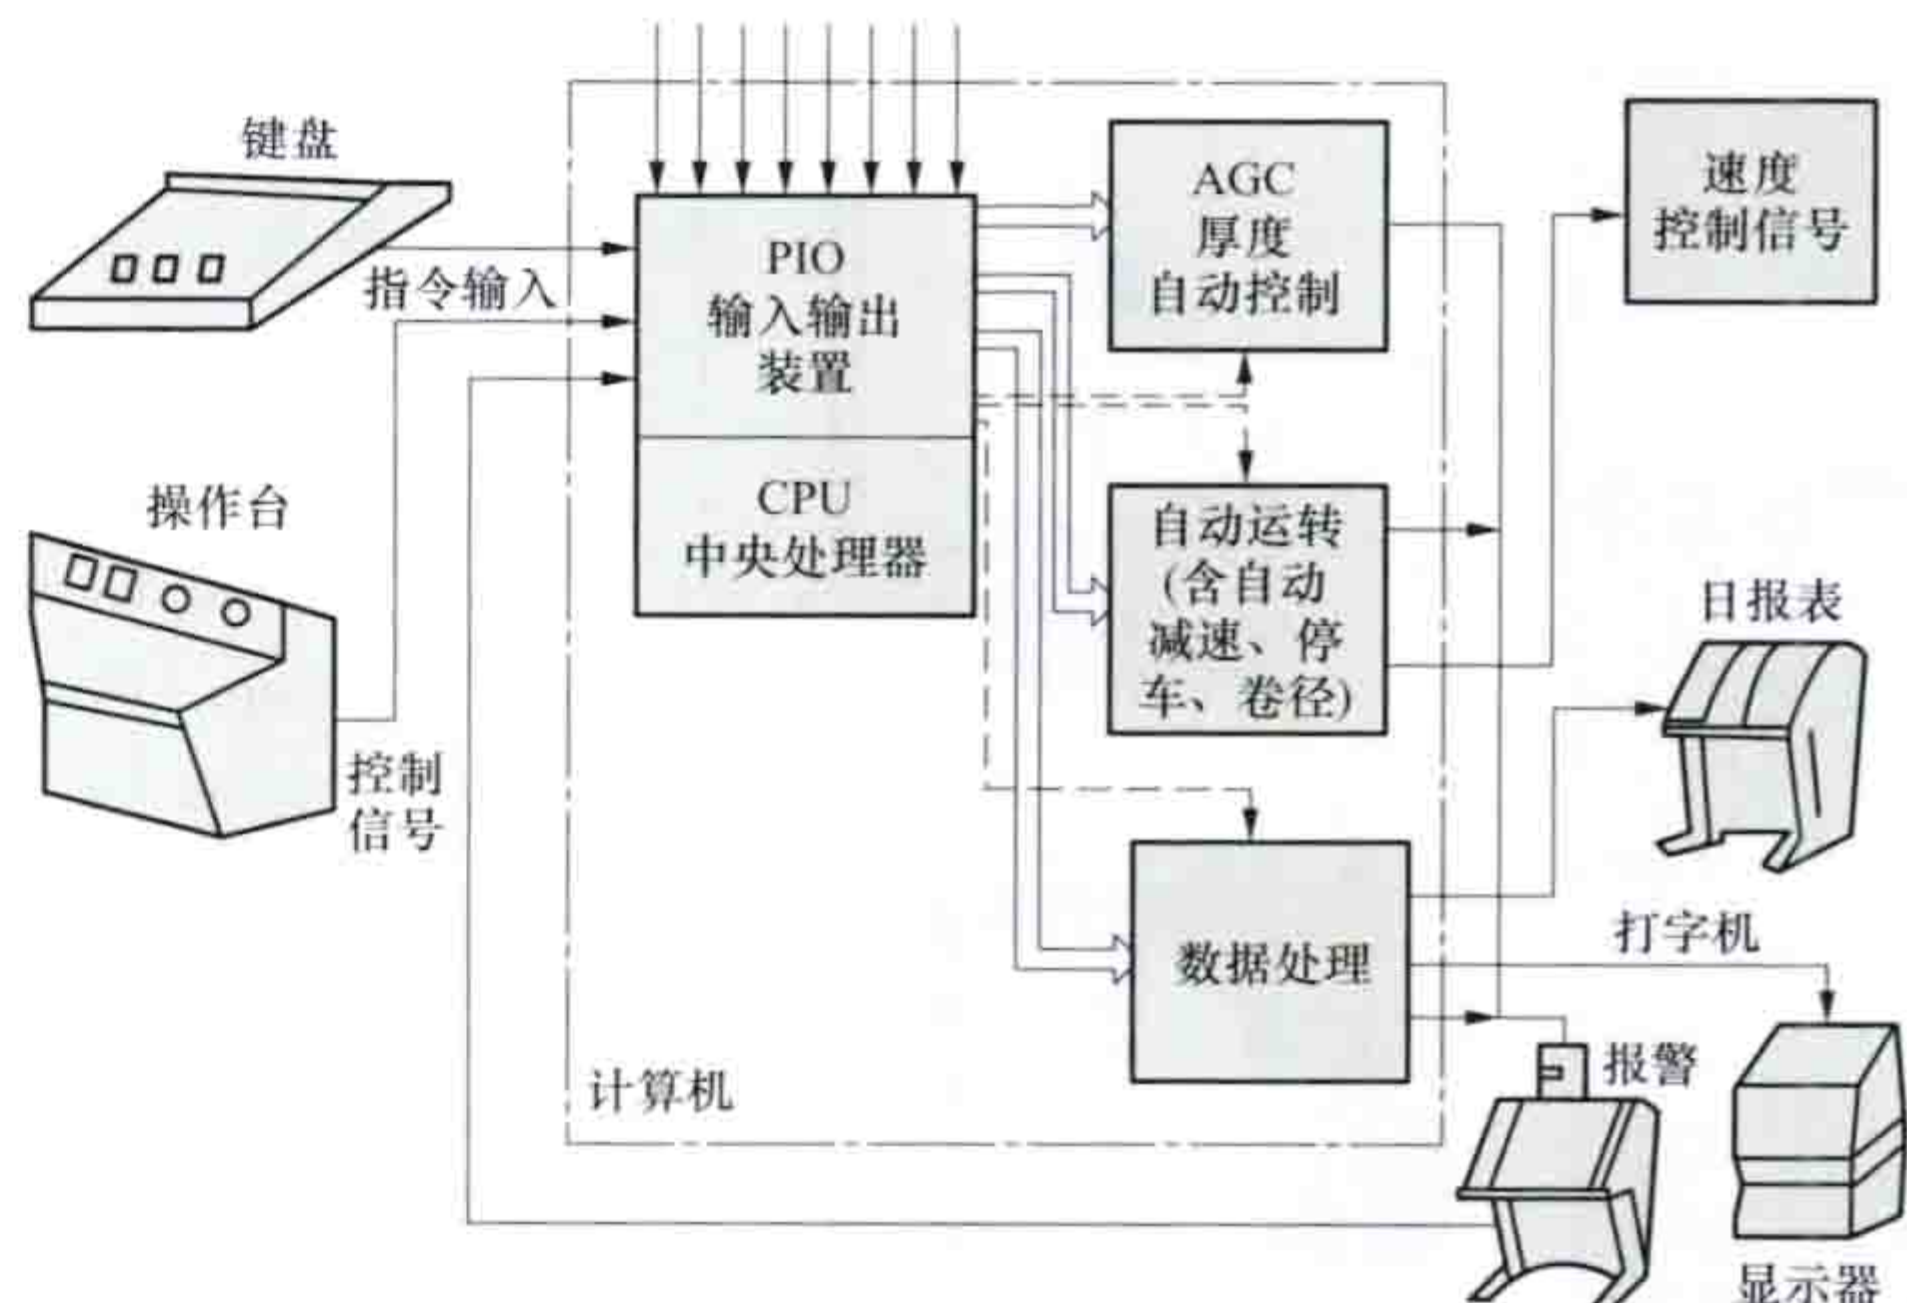 键盘
指令输入
操作台
控制
信号
PIO
输入输出
装置
CPU
中央处理器
计算机
AGC
厚度
自动控制
自动运转
(含自动
减速、停
车、卷径)
数据处理
速度
控制信号
日报表
打字机
报警
显示器